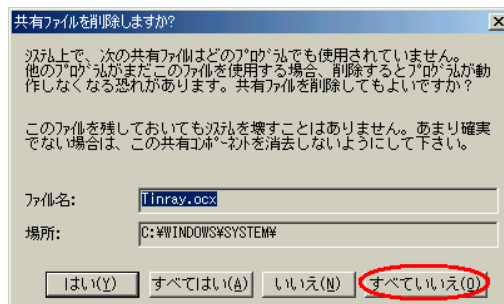 共有ファイルを削除しますか?
システム上で、次の共有ファイルはどのプログラムでも使用されていません。
他のプログラムがまだこのファイルを使用する場合、削除するとプログラムが動
作しなくなる恐れがあります。共有ファイルを削除してもよいですか?
このファイルを残しておいてもシステムを壊すことはありません。あまり確実
でない場合は、この共有コンポーネントを消去しないようにして下さい。
ファイル名: Tinray.ocx
場所: C:¥WINDOWS¥SYSTEM¥
はい(Y) すべてはい(A) いいえ(N) すべていいえ(O)